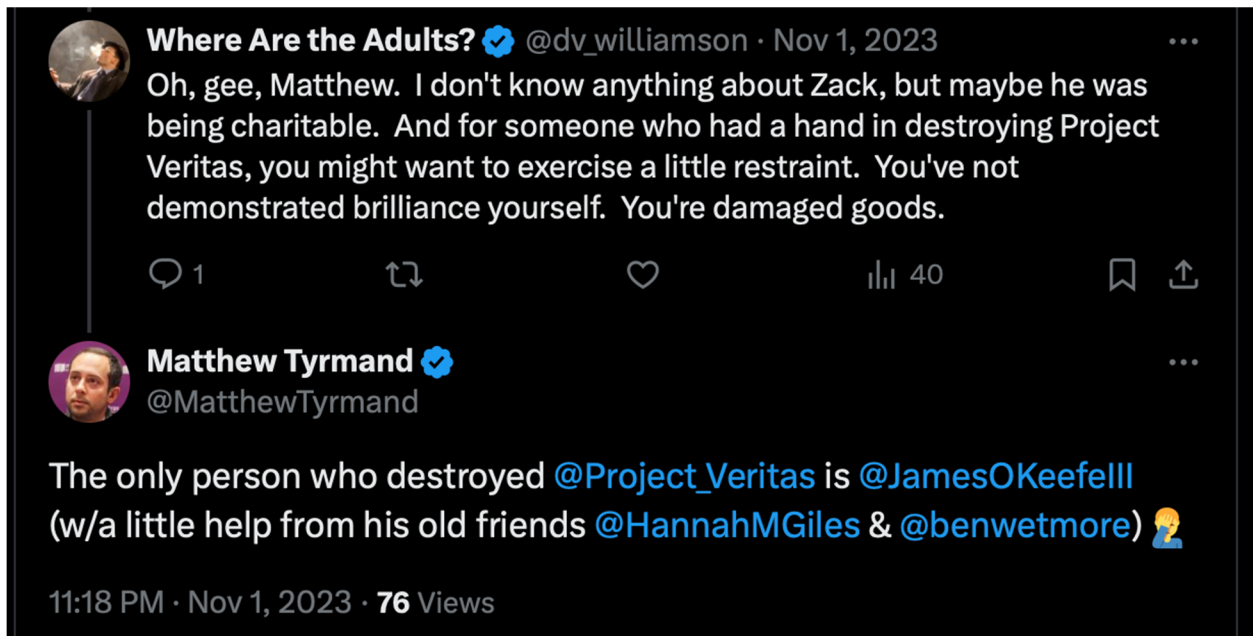 Where Are the Adults? @dv_williamson · Nov 1, 2023
Oh, gee, Matthew. I don't know anything about Zack, but maybe he was
being charitable. And for someone who had a hand in destroying Project
Veritas, you might want to exercise a little restraint. You've not
demonstrated brilliance yourself. You're damaged goods.
1 40
Matthew Tyrmand
@MatthewTyrmand
The only person who destroyed @Project_Veritas is @JamesOKeefeIII
(w/a little help from his old friends @HannahMGiles & @benwetmore) 🤦‍♂️
11:18 PM · Nov 1, 2023 · 76 Views